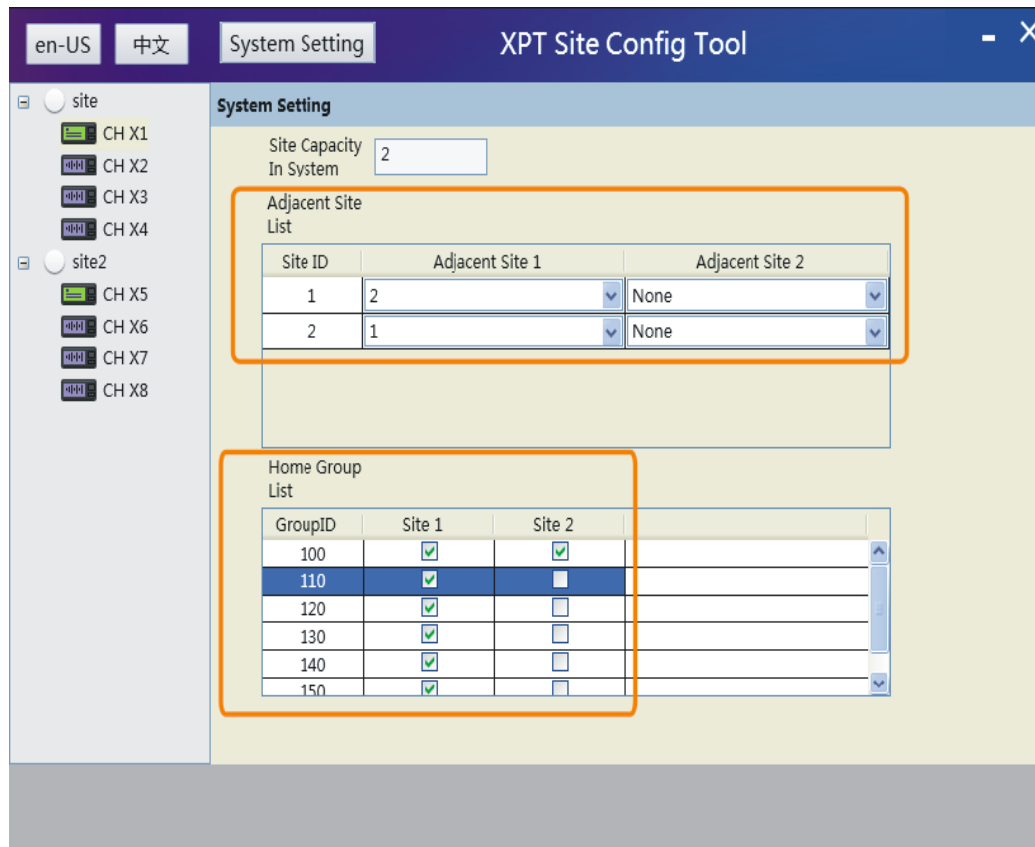 en-US 中文 System Setting XPT Site Config Tool
site
CH X1
CH X2
CH X3
CH X4
site2
CH X5
CH X6
CH X7
CH X8
System Setting
Site Capacity
In System
2
Adjacent Site
List
Site ID Adjacent Site 1 Adjacent Site 2
1 2 None
2 1 None
Home Group
List
GroupID Site 1 Site 2
100
110
120
130
140
150